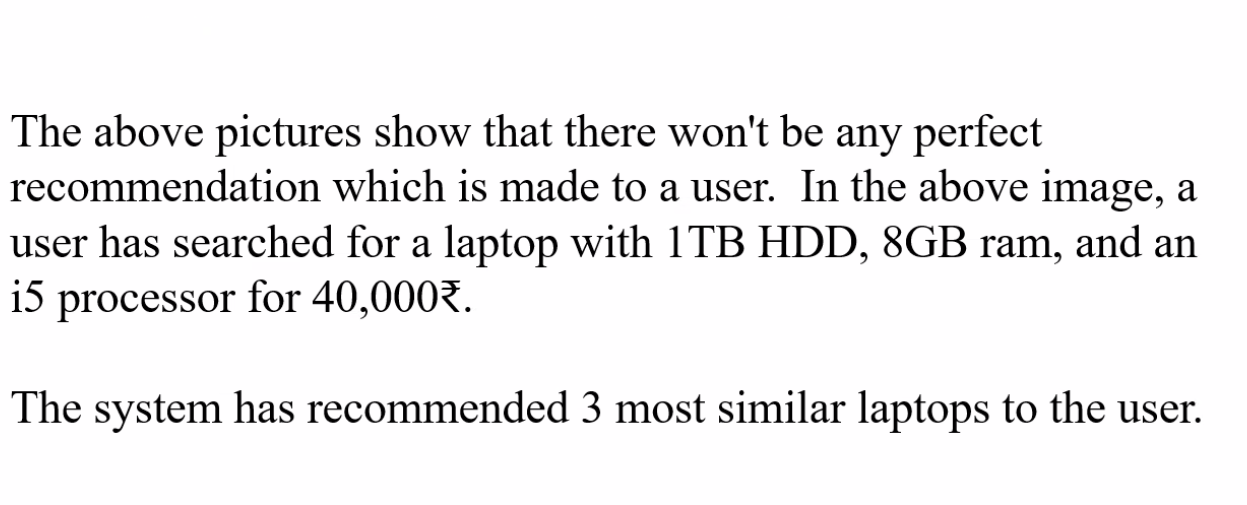 The above pictures show that there won't be any perfect
recommendation which is made to a user.  In the above image, a
user has searched for a laptop with 1TB HDD, 8GB ram, and an
i5 processor for 40,000₹.
The system has recommended 3 most similar laptops to the user.